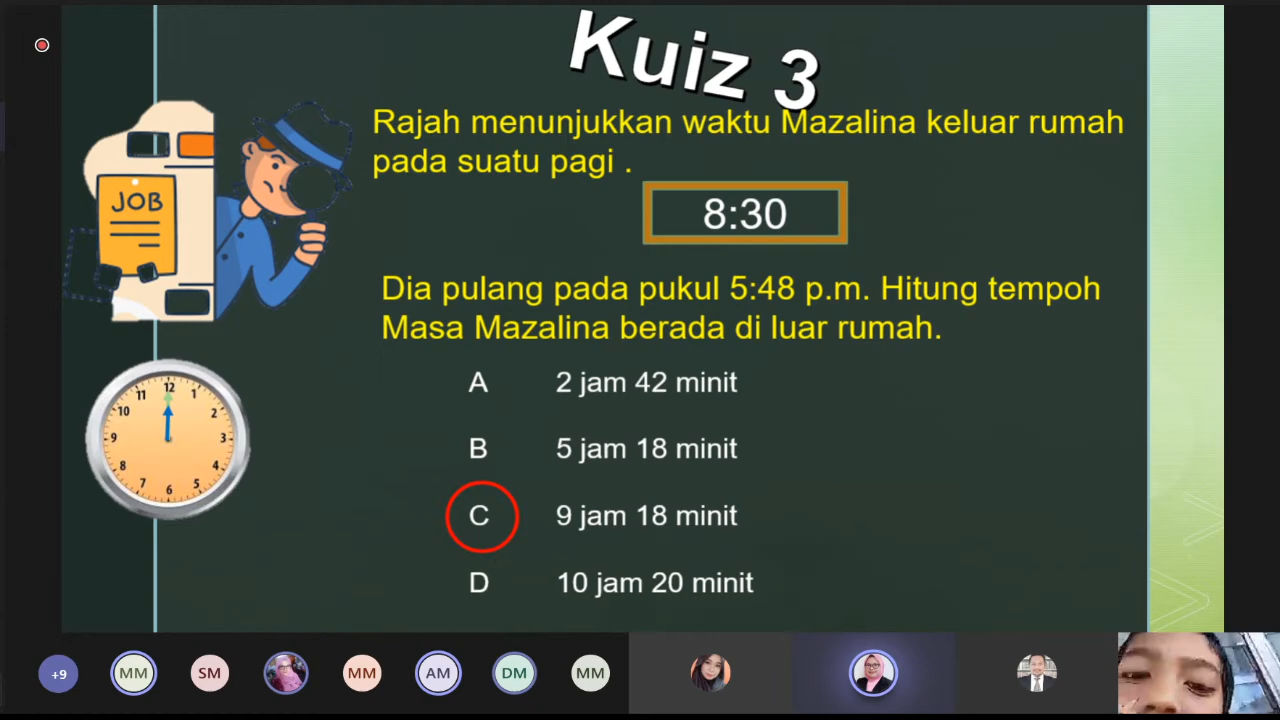 Kuiz 3
Rajah menunjukkan waktu Mazalina keluar rumah
pada suatu pagi .
8:30
JOB
Dia pulang pada pukul 5:48 p.m. Hitung tempoh
Masa Mazalina berada di luar rumah.
A 2 jam 42 minit
B 5 jam 18 minit
C 9 jam 18 minit
D 10 jam 20 minit
12
11 1
10 2
9 3
8 4
7 5
6
+9 MM SM MM AM DM MM